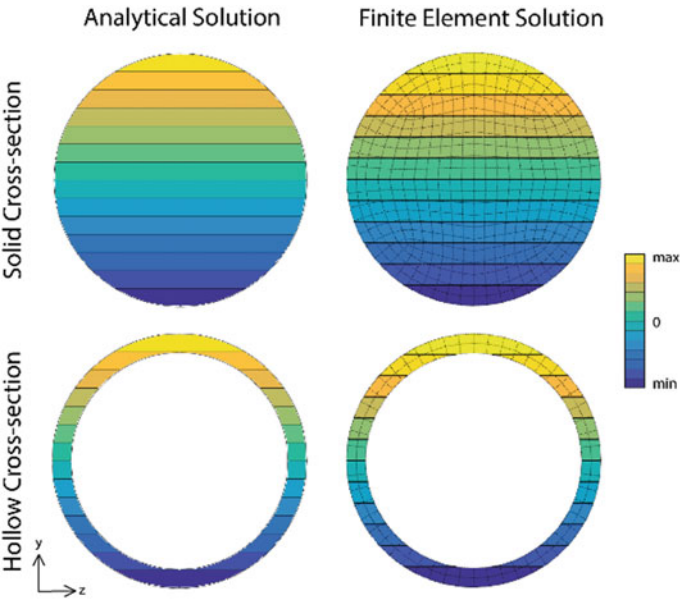 Analytical Solution
Finite Element Solution
Solid Cross-section
Hollow Cross-section
max
0
min
y
z